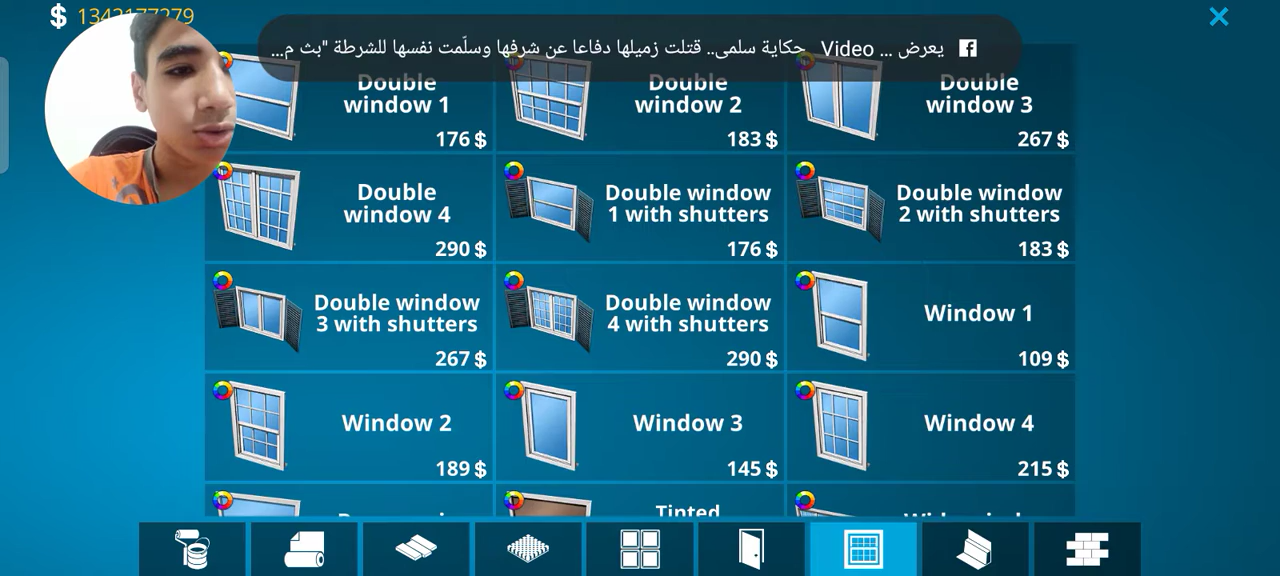 $ 1342177279
يعرض ... Video حكاية سلمى.. قتلت زميلها دفاعا عن شرفها وسلّمت نفسها للشرطة "بث م...
Double window 1
176 $
Double window 2
183 $
Double window 3
267 $
Double window 4
290 $
Double window 1 with shutters
176 $
Double window 2 with shutters
183 $
Double window 3 with shutters
267 $
Double window 4 with shutters
290 $
Window 1
109 $
Window 2
189 $
Window 3
145 $
Window 4
215 $
Tinted